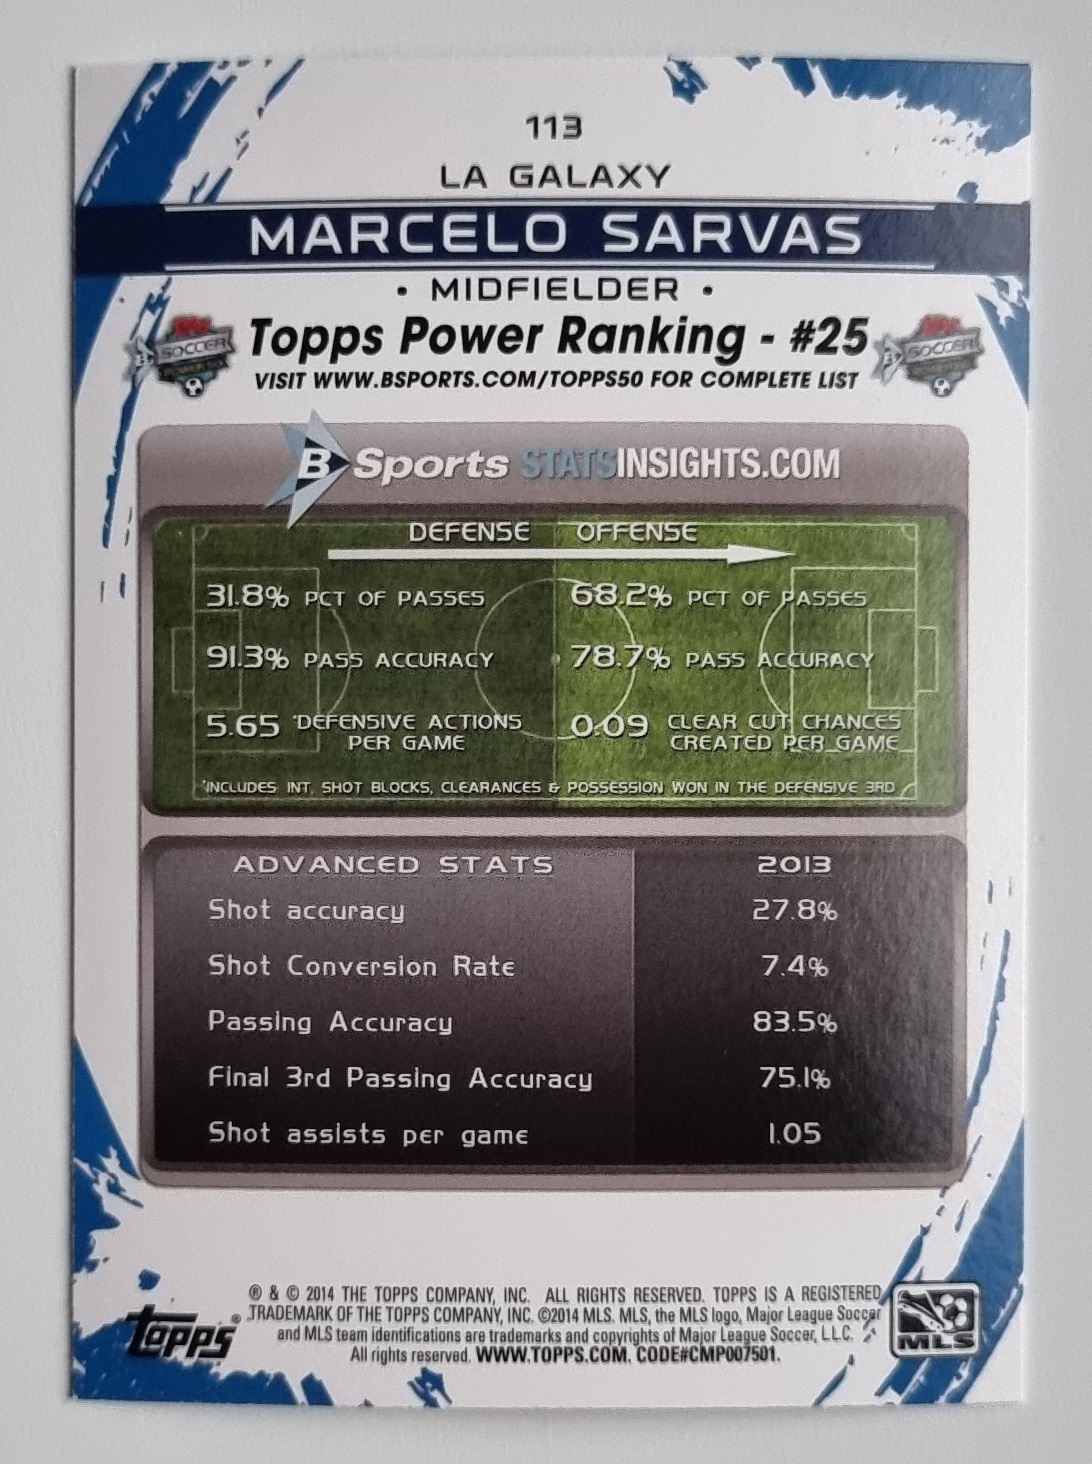 113
LA GALAXY
MARCELO SARVAS
• MIDFIELDER •
Topps Power Ranking - #25
SOCCER
SOCCER
VISIT WWW.BSPORTS.COM/TOPPS50 FOR COMPLETE LIST
B Sports STATSINSIGHTS.COM
DEFENSE OFFENSE
31.8% PCT OF PASSES 68.2% PCT OF PASSES
91.3% PASS ACCURACY 78.7% PASS ACCURACY
5.65 *DEFENSIVE ACTIONS 0.09 CLEAR CUT CHANCES
PER GAME CREATED PER GAME
*INCLUDES INT, SHOT BLOCKS, CLEARANCES & POSSESSION WON IN THE DEFENSIVE 3RD
ADVANCED STATS 2013
Shot accuracy 27.8%
Shot Conversion Rate 7.4%
Passing Accuracy 83.5%
Final 3rd Passing Accuracy 75.1%
Shot assists per game 1.05
® & © 2014 THE TOPPS COMPANY, INC. ALL RIGHTS RESERVED. TOPPS IS A REGISTERED
TRADEMARK OF THE TOPPS COMPANY, INC. ©2014 MLS. MLS, the MLS logo, Major League Soccer
and MLS team identifications are trademarks and copyrights of Major League Soccer, L.L.C.
All rights reserved. WWW.TOPPS.COM. CODE#CMP007501.
Topps®
MLS